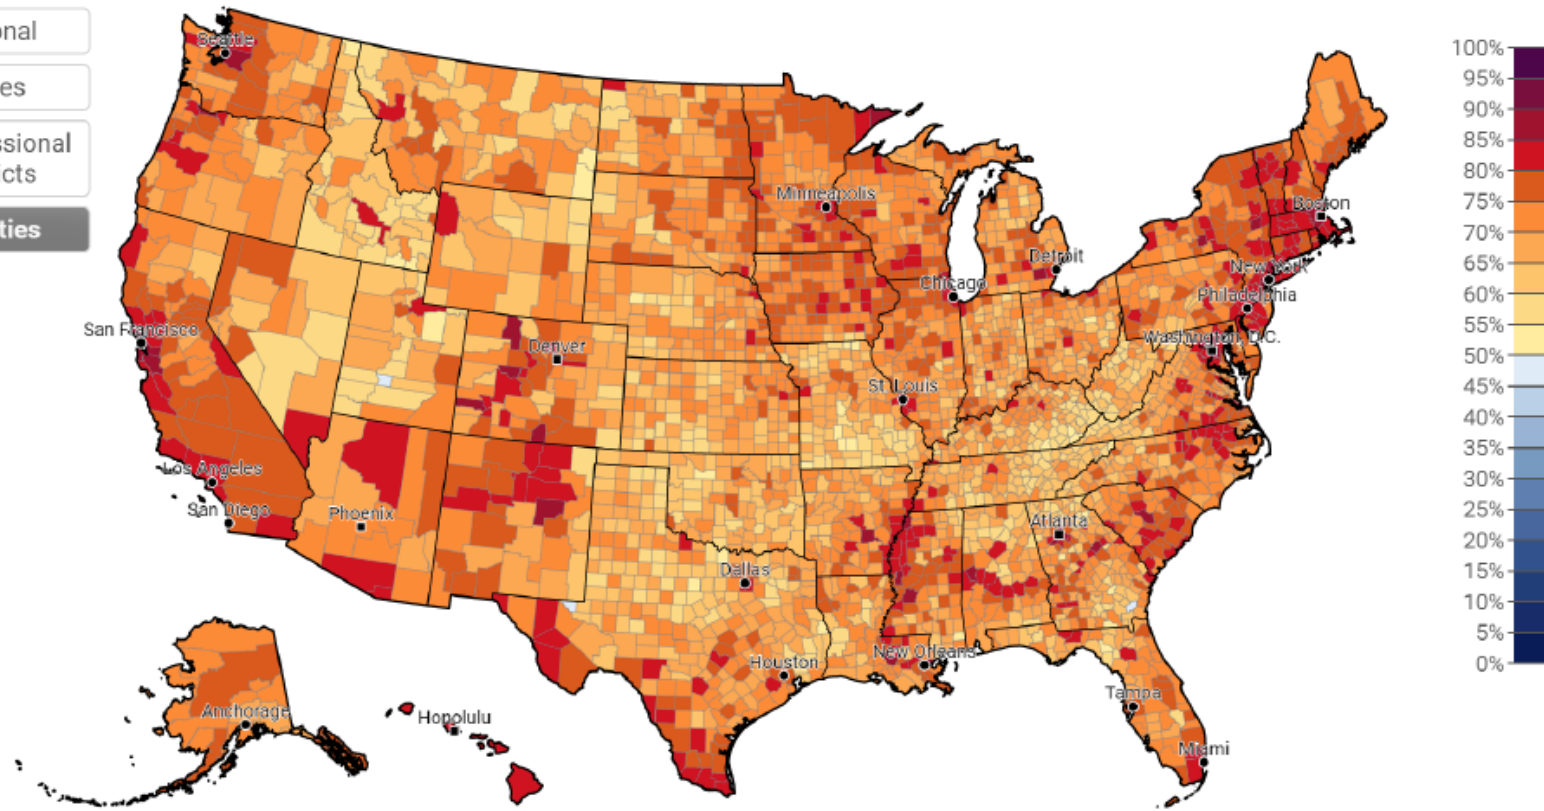 onal
es
ssional
icts
ties
Seattle
Minneapolis
Boston
Detroit
New York
Chicago
Philadelphia
San Francisco
Washington, D.C.
Denver
St. Louis
Los Angeles
San Diego
Phoenix
Atlanta
Dallas
New Orleans
Houston
Tampa
Anchorage
Honolulu
Miami
100%
95%
90%
85%
80%
75%
70%
65%
60%
55%
50%
45%
40%
35%
30%
25%
20%
15%
10%
5%
0%